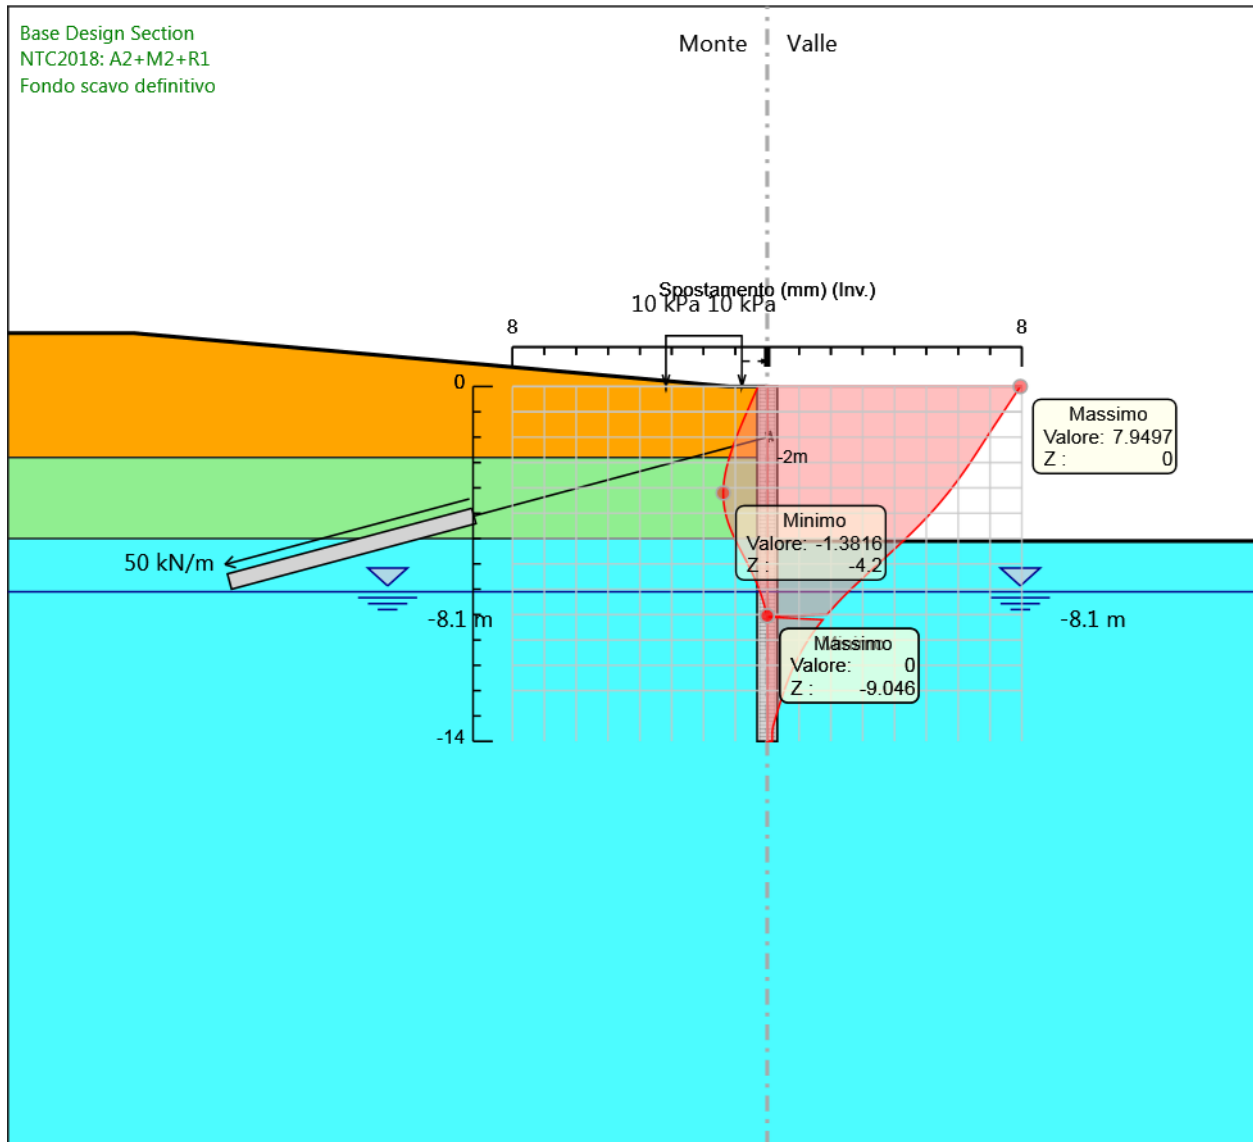 Base Design Section
NTC2018: A2+M2+R1
Fondo scavo definitivo
Monte
Valle
Spostamento (mm) (Inv.)
10 kPa
10 kPa
8
8
0
Massimo
Valore: 7.9497
Z : 0
-2m
Minimo
Valore: -1.3816
Z : -4.2
50 kN/m
-8.1 m
-8.1 m
Massimo
Valore: 0
Z : -9.046
-14